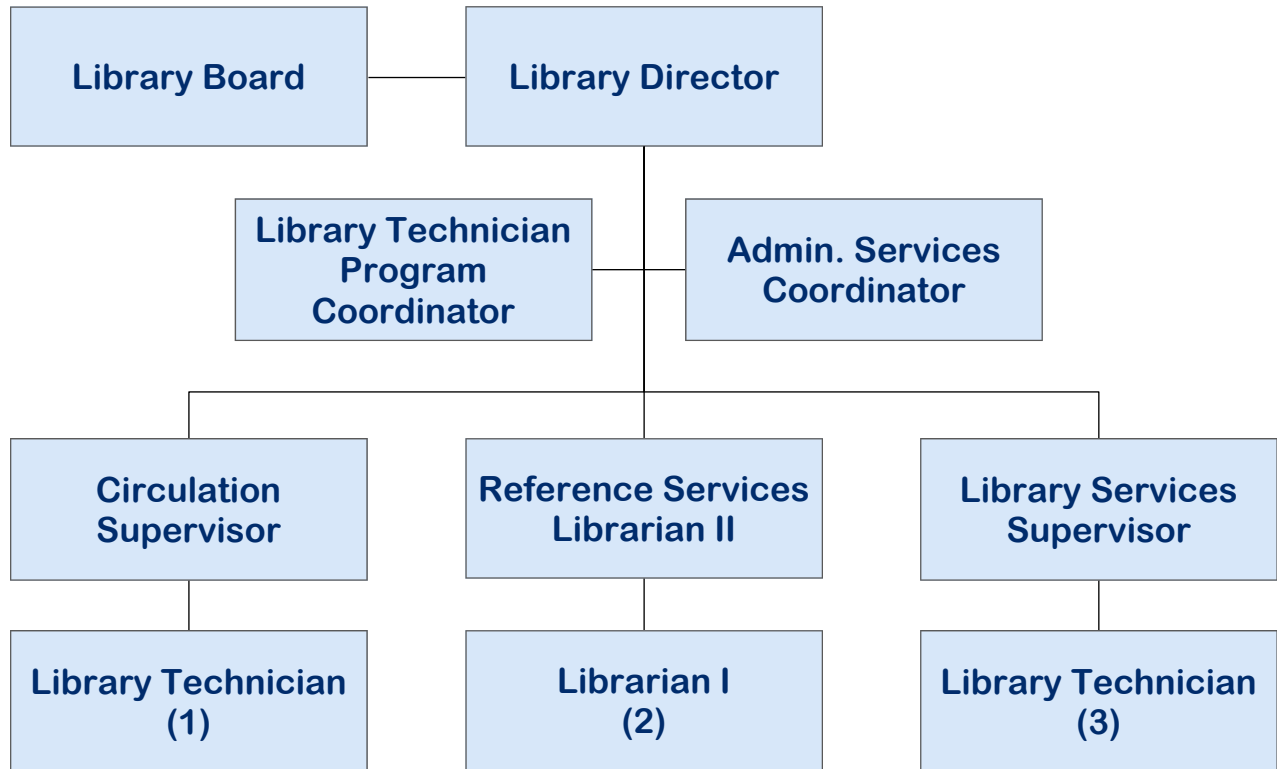 Library Board
Library Director
Library Technician
Program
Coordinator
Admin. Services
Coordinator
Circulation
Supervisor
Reference Services
Librarian II
Library Services
Supervisor
Library Technician
(1)
Librarian I
(2)
Library Technician
(3)